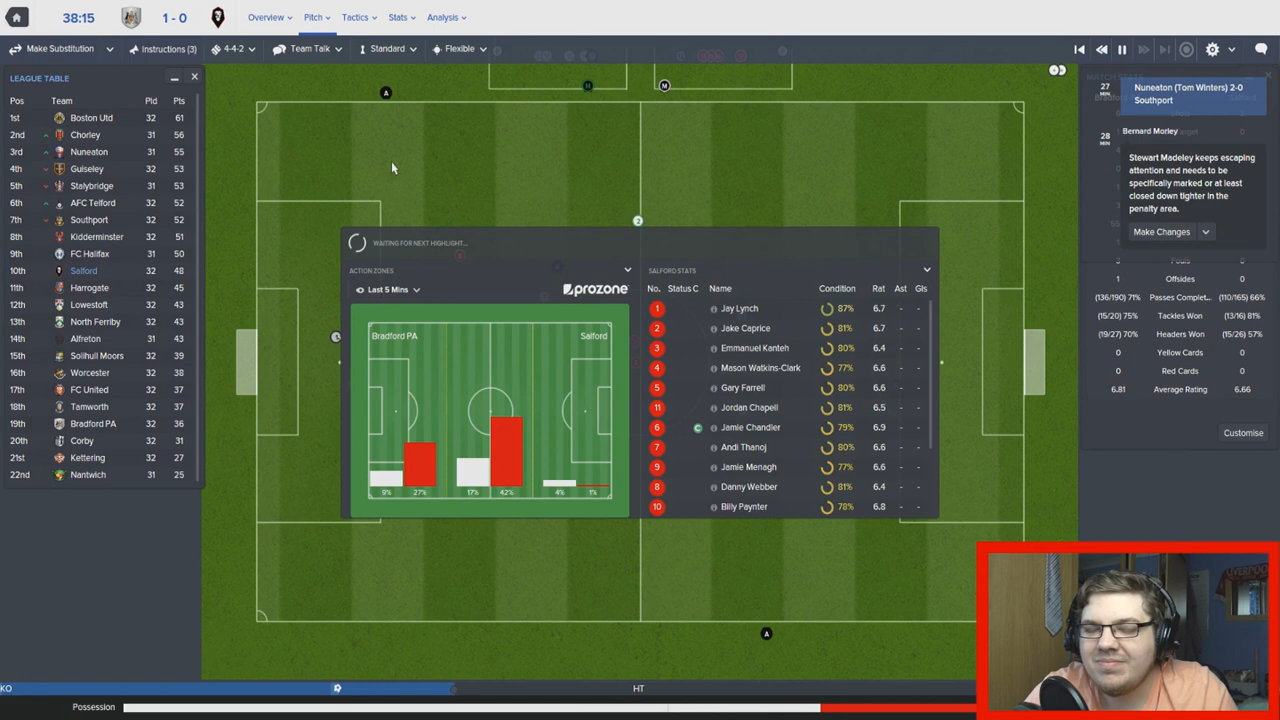 38:15 1 - 0 Overview Pitch Tactics Stats Analysis
Make Substitution Instructions (3) 4-4-2 Team Talk Standard Flexible
LEAGUE TABLE
Pos Team Pld Pts
1st Boston Utd 32 61
2nd Chorley 31 56
3rd Nuneaton 31 55
4th Guiseley 32 53
5th Stalybridge 31 53
6th AFC Telford 32 52
7th Southport 32 52
8th Kidderminster 32 51
9th FC Halifax 31 50
10th Salford 32 48
11th Harrogate 32 45
12th Lowestoft 32 43
13th North Ferriby 32 43
14th Alfreton 31 43
15th Solihull Moors 32 39
16th Worcester 32 38
17th FC United 32 37
18th Tamworth 32 37
19th Bradford PA 32 36
20th Corby 32 31
21st Kettering 32 27
22nd Nantwich 31 25
A
M
M
2
A
WAITING FOR NEXT HIGHLIGHT...
ACTION ZONES
Last 5 Mins prozone
Bradford PA Salford
9% 27% 17% 42% 4% 1%
SALFORD STATS
No. Status C Name Condition Rat Ast Gls
1 Jay Lynch 87% 6.7 - -
2 Jake Caprice 81% 6.7 - -
3 Emmanuel Kanteh 80% 6.4 - -
4 Mason Watkins-Clark 77% 6.6 - -
5 Gary Farrell 80% 6.6 - -
11 Jordan Chapell 81% 6.5 - -
6 C Jamie Chandler 79% 6.9 - -
7 Andi Thanoj 80% 6.6 - -
9 Jamie Menagh 77% 6.6 - -
8 Danny Webber 81% 6.4 - -
10 Billy Paynter 78% 6.8 - -
27 MIN Nuneaton (Tom Winters) 2-0
Southport
28 MIN Bernard Morley
Stewart Madeley keeps escaping
attention and needs to be
specifically marked or at least
closed down tighter in the
penalty area.
Make Changes
1 Offsides 0
(136/190) 71% Passes Complet... (110/165) 66%
(15/20) 75% Tackles Won (13/16) 81%
(19/27) 70% Headers Won (15/26) 57%
0 Yellow Cards 0
0 Red Cards 0
6.81 Average Rating 6.66
Customise
KO HT
Possession